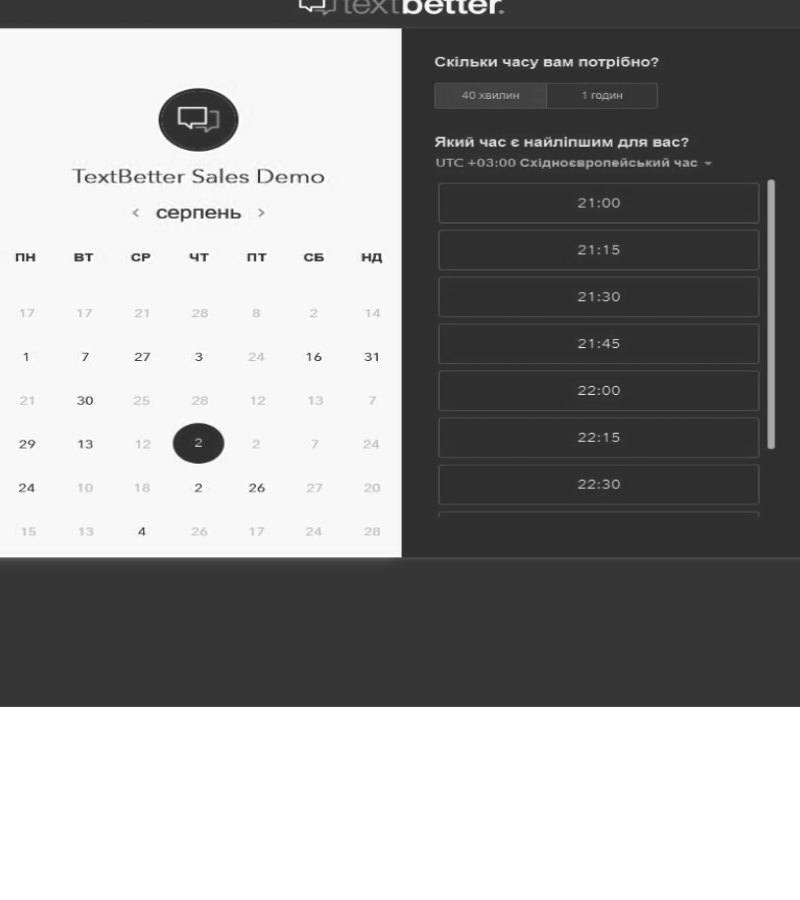 textbetter.
TextBetter Sales Demo
‹ серпень ›
ПН ВТ СР ЧТ ПТ СБ НД
17 17 21 28 8 2 14
1 7 27 3 24 16 31
21 30 25 28 12 13 7
29 13 12 2 2 7 24
24 10 18 2 26 27 20
15 13 4 26 17 24 28
Скільки часу вам потрібно?
40 хвилин 1 годин
Який час є найліпшим для вас?
UTC +03:00 Східноєвропейський час
21:00
21:15
21:30
21:45
22:00
22:15
22:30